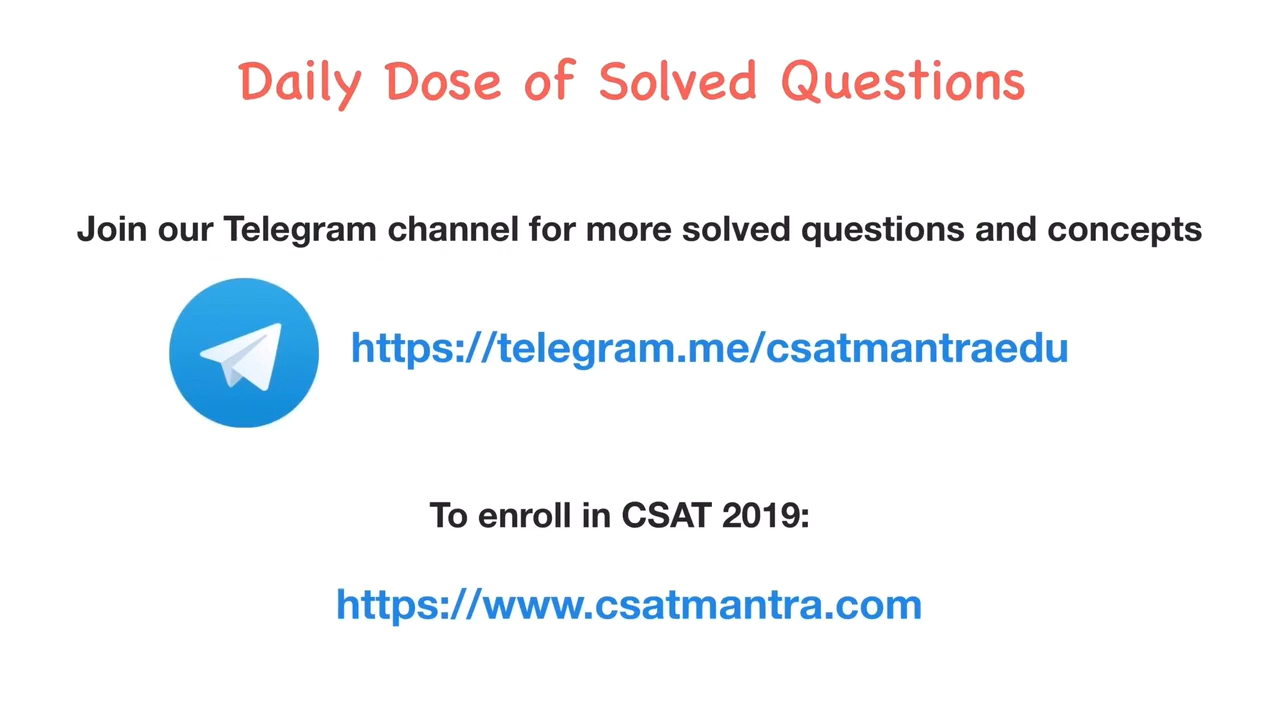 Daily Dose of Solved Questions
Join our Telegram channel for more solved questions and concepts
https://telegram.me/csatmantraedu
To enroll in CSAT 2019:
https://www.csatmantra.com